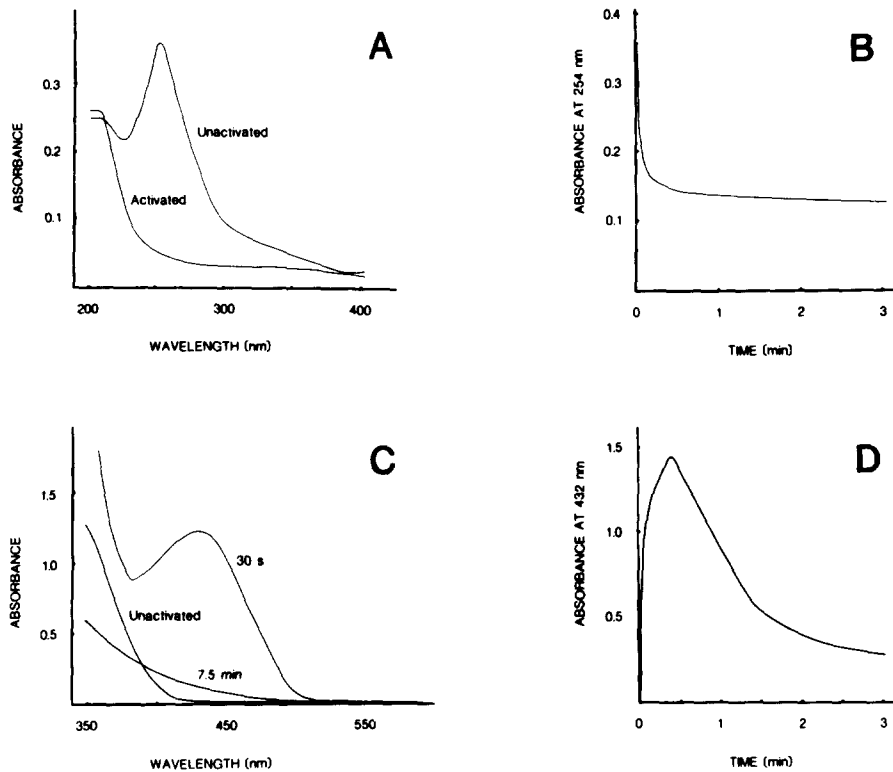 A
ABSORBANCE
0.3
0.2
0.1
Unactivated
Activated
200 300 400
WAVELENGTH (nm)
B
ABSORBANCE AT 254 nm
0.4
0.3
0.2
0.1
0 1 2 3
TIME (min)
C
ABSORBANCE
1.5
1.0
0.5
30 s
Unactivated
7.5 min
350 450 550
WAVELENGTH (nm)
D
ABSORBANCE AT 432 nm
1.5
1.0
0.5
0 1 2 3
TIME (min)